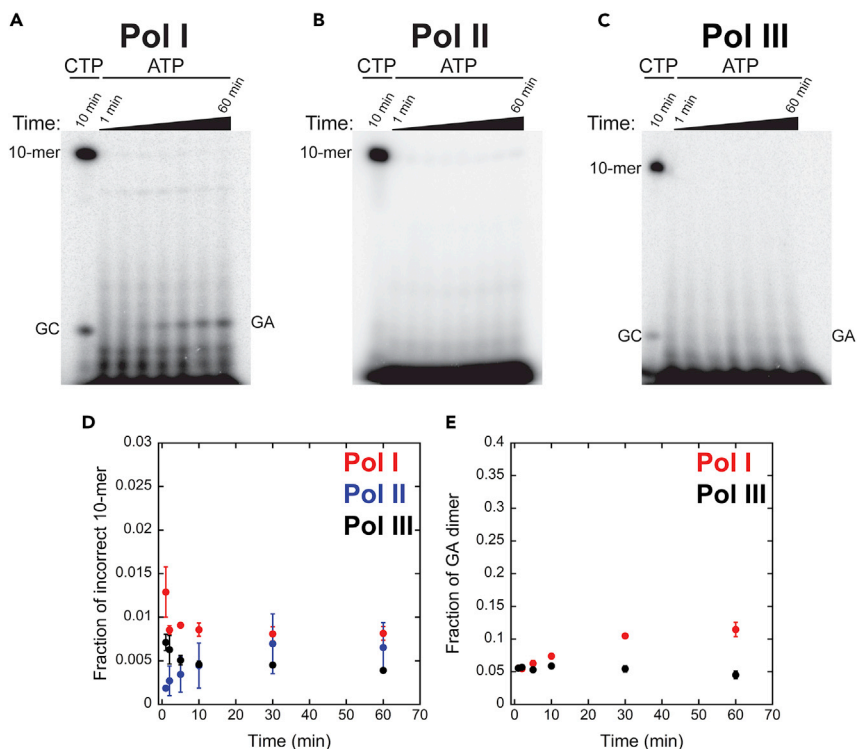 A
Pol I
CTP ATP
10 min 1 min 60 min
Time:
10-mer
GC
GA
B
Pol II
CTP ATP
10 min 1 min 60 min
Time:
10-mer
C
Pol III
CTP ATP
10 min 1 min 60 min
Time:
10-mer
GC
GA
D
Pol I
Pol II
Pol III
Fraction of incorrect 10-mer
0.03
0.025
0.02
0.015
0.01
0.005
0
0 10 20 30 40 50 60 70
Time (min)
E
Pol I
Pol III
Fraction of GA dimer
0.4
0.35
0.3
0.25
0.2
0.15
0.1
0.05
0
0 10 20 30 40 50 60 70
Time (min)